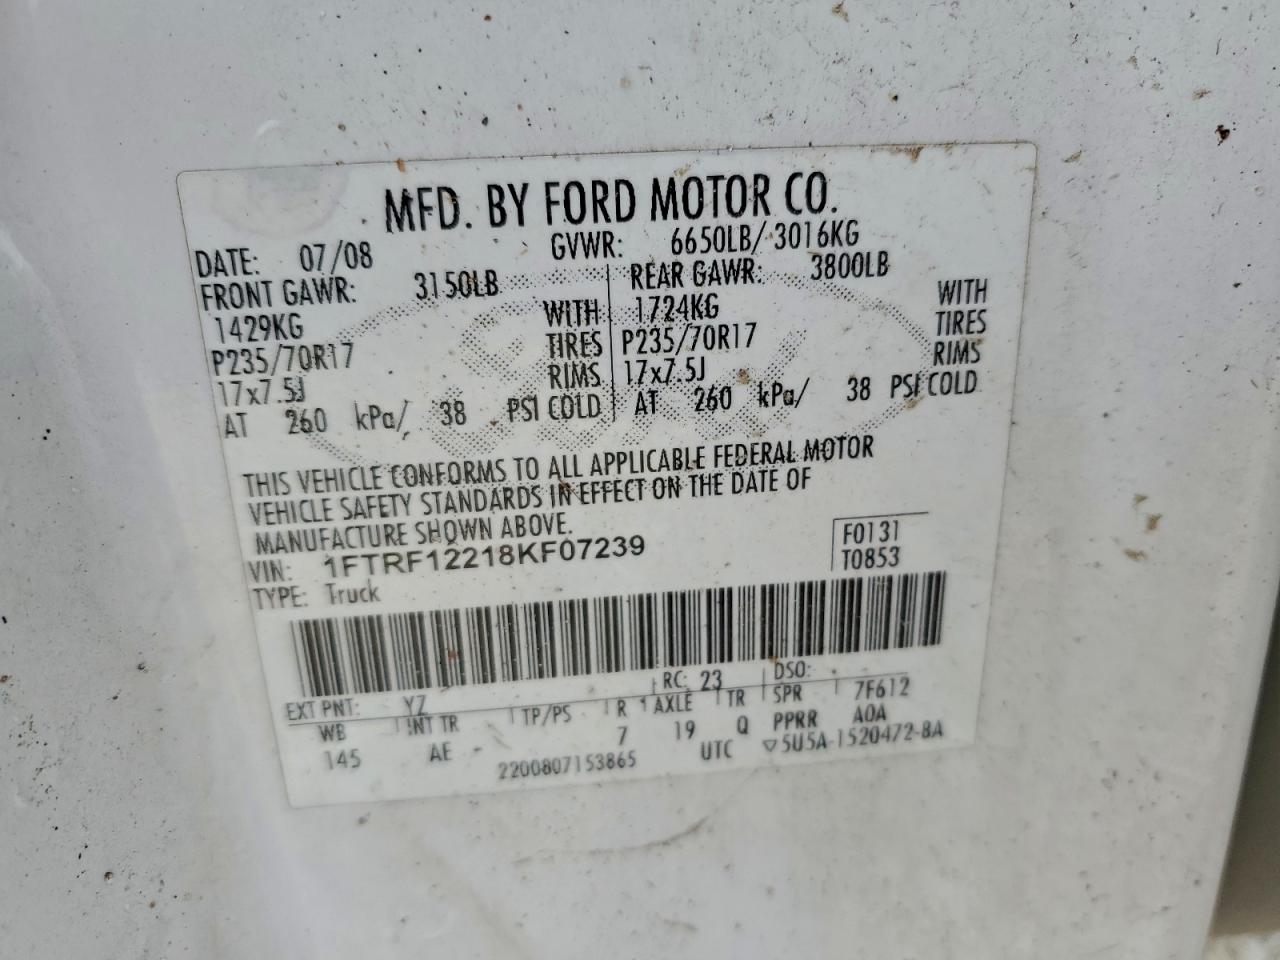 MFD. BY FORD MOTOR CO.
DATE: 07/08 GVWR: 6650LB/ 3016KG
FRONT GAWR: 3150LB REAR GAWR: 3800LB
1429KG WITH 1724KG WITH
P235/70R17 TIRES P235/70R17 TIRES
17x7.5J RIMS 17x7.5J RIMS
AT 260 kPa/ 38 PSI COLD AT 260 kPa/ 38 PSI COLD
THIS VEHICLE CONFORMS TO ALL APPLICABLE FEDERAL MOTOR
VEHICLE SAFETY STANDARDS IN EFFECT ON THE DATE OF
MANUFACTURE SHOWN ABOVE.
VIN: 1FTRF12218KF07239 F0131
TYPE: Truck T0853
EXT PNT: YZ RC: 23 DSO:
WB INT TR TP/PS R AXLE TR SPR 7F612
145 AE 7 19 Q PPRR A0A
2200807153865 UTC ▽5U5A-1520472-BA